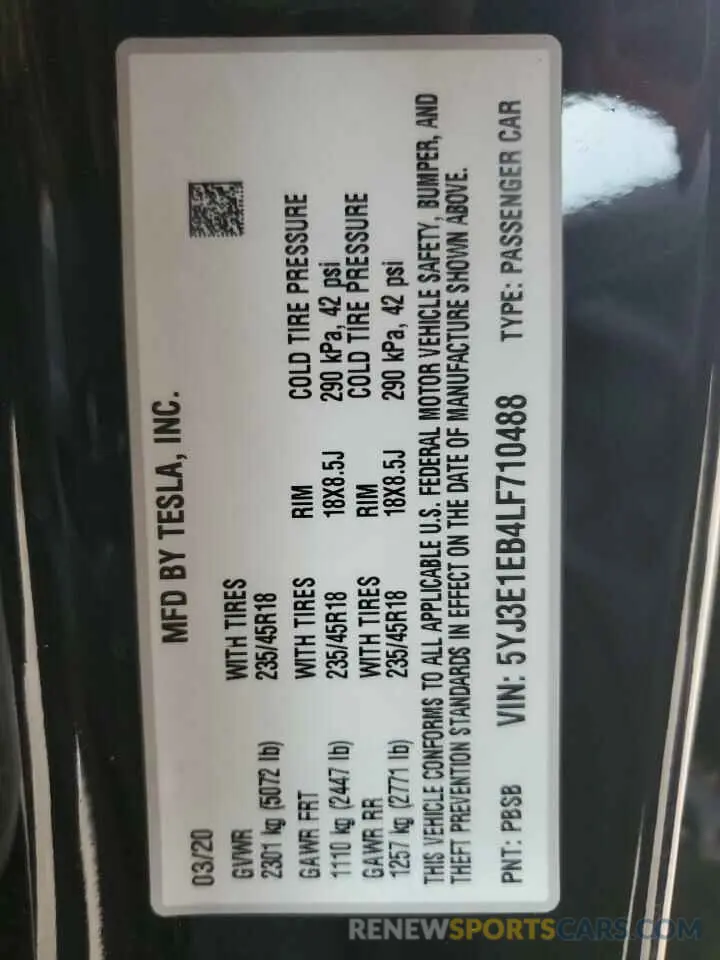 MFD BY TESLA, INC.
03/20
GVWR WITH TIRES
2301 kg (5072 lb) 235/45R18
GAWR FRT WITH TIRES RIM COLD TIRE PRESSURE
1110 kg (2447 lb) 235/45R18 18X8.5J 290 kPa, 42 psi
GAWR RR WITH TIRES RIM COLD TIRE PRESSURE
1257 kg (2771 lb) 235/45R18 18X8.5J 290 kPa, 42 psi
THIS VEHICLE CONFORMS TO ALL APPLICABLE U.S. FEDERAL MOTOR VEHICLE SAFETY, BUMPER, AND
THEFT PREVENTION STANDARDS IN EFFECT ON THE DATE OF MANUFACTURE SHOWN ABOVE.
PNT: PBSB VIN: 5YJ3E1EB4LF710488 TYPE: PASSENGER CAR
RENEWSPORTSCARS.COM